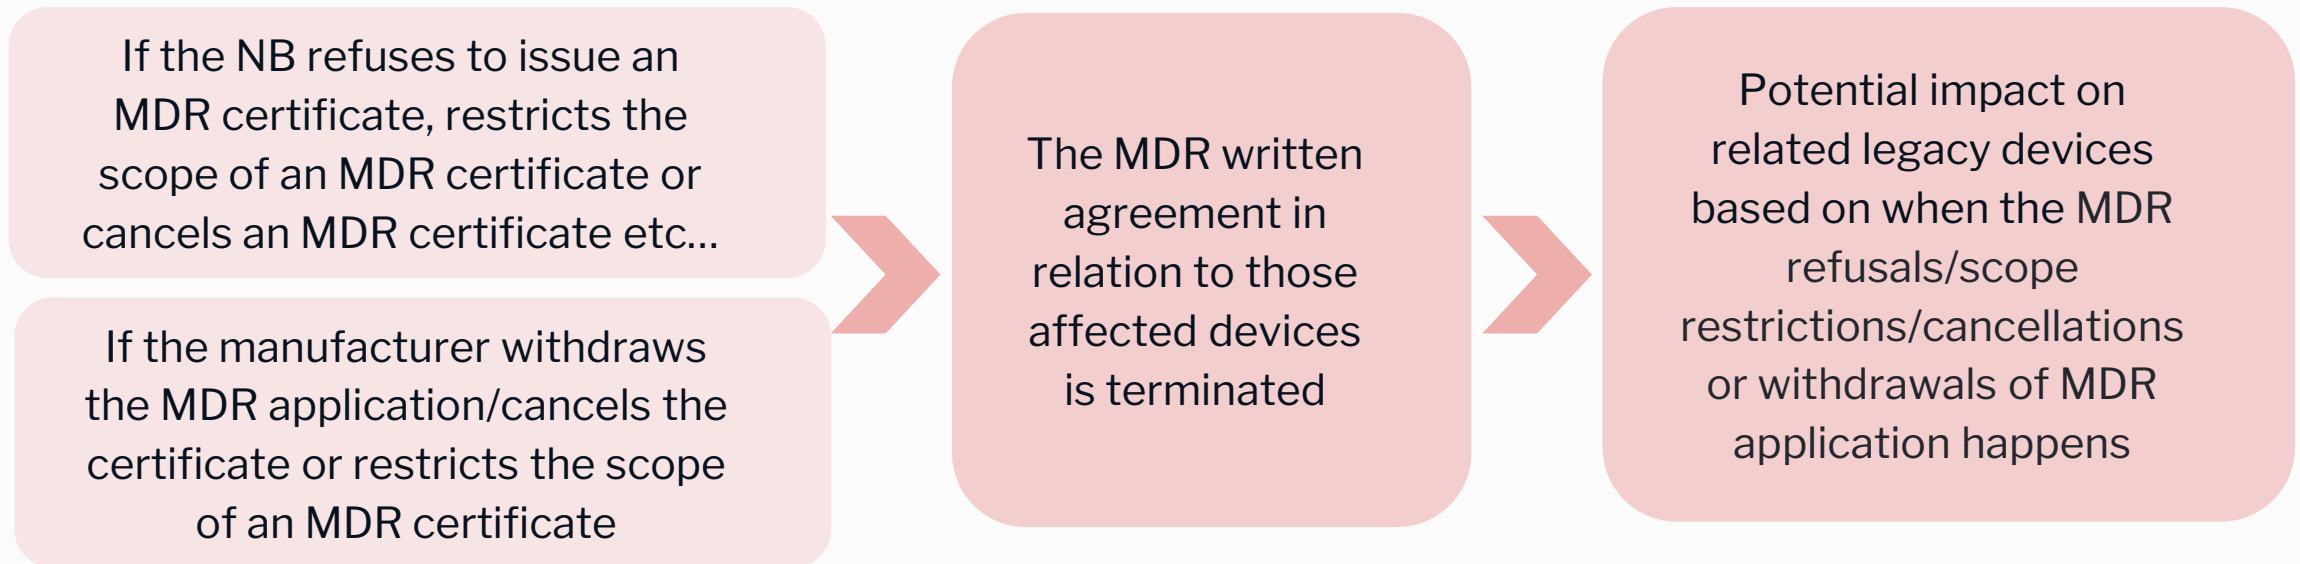 If the NB refuses to issue an
MDR certificate, restricts the
scope of an MDR certificate or
cancels an MDR certificate etc...
If the manufacturer withdraws
the MDR application/cancels the
certificate or restricts the scope
of an MDR certificate
The MDR written
agreement in
relation to those
affected devices
is terminated
Potential impact on
related legacy devices
based on when the MDR
refusals/scope
restrictions/cancellations
or withdrawals of MDR
application happens